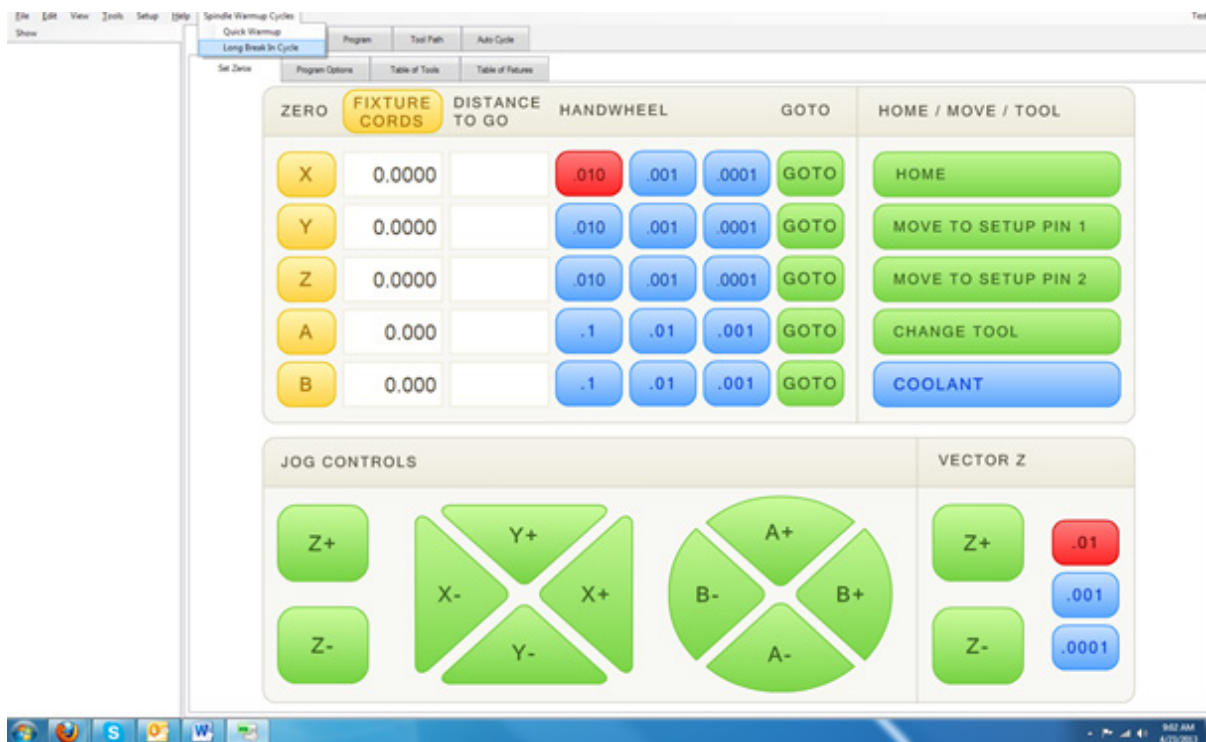 File Edit View Tools Setup Help Spindle Warmup Cycles Test
Show
Quick Warmup
Long Break In Cycle
Program Tool Path Auto Cycle
Set Zeros Program Options Table of Tools Table of Fixtures
ZERO FIXTURE CORDS DISTANCE TO GO HANDWHEEL GOTO HOME / MOVE / TOOL
X 0.0000 .010 .001 .0001 GOTO HOME
Y 0.0000 .010 .001 .0001 GOTO MOVE TO SETUP PIN 1
Z 0.0000 .010 .001 .0001 GOTO MOVE TO SETUP PIN 2
A 0.000 .1 .01 .001 GOTO CHANGE TOOL
B 0.000 .1 .01 .001 GOTO COOLANT
JOG CONTROLS VECTOR Z
Z+ Y+ A+ Z+ .01
X- X+ B- B+ .001
Z- Y- A- Z- .0001
9:02 AM
4/23/2013